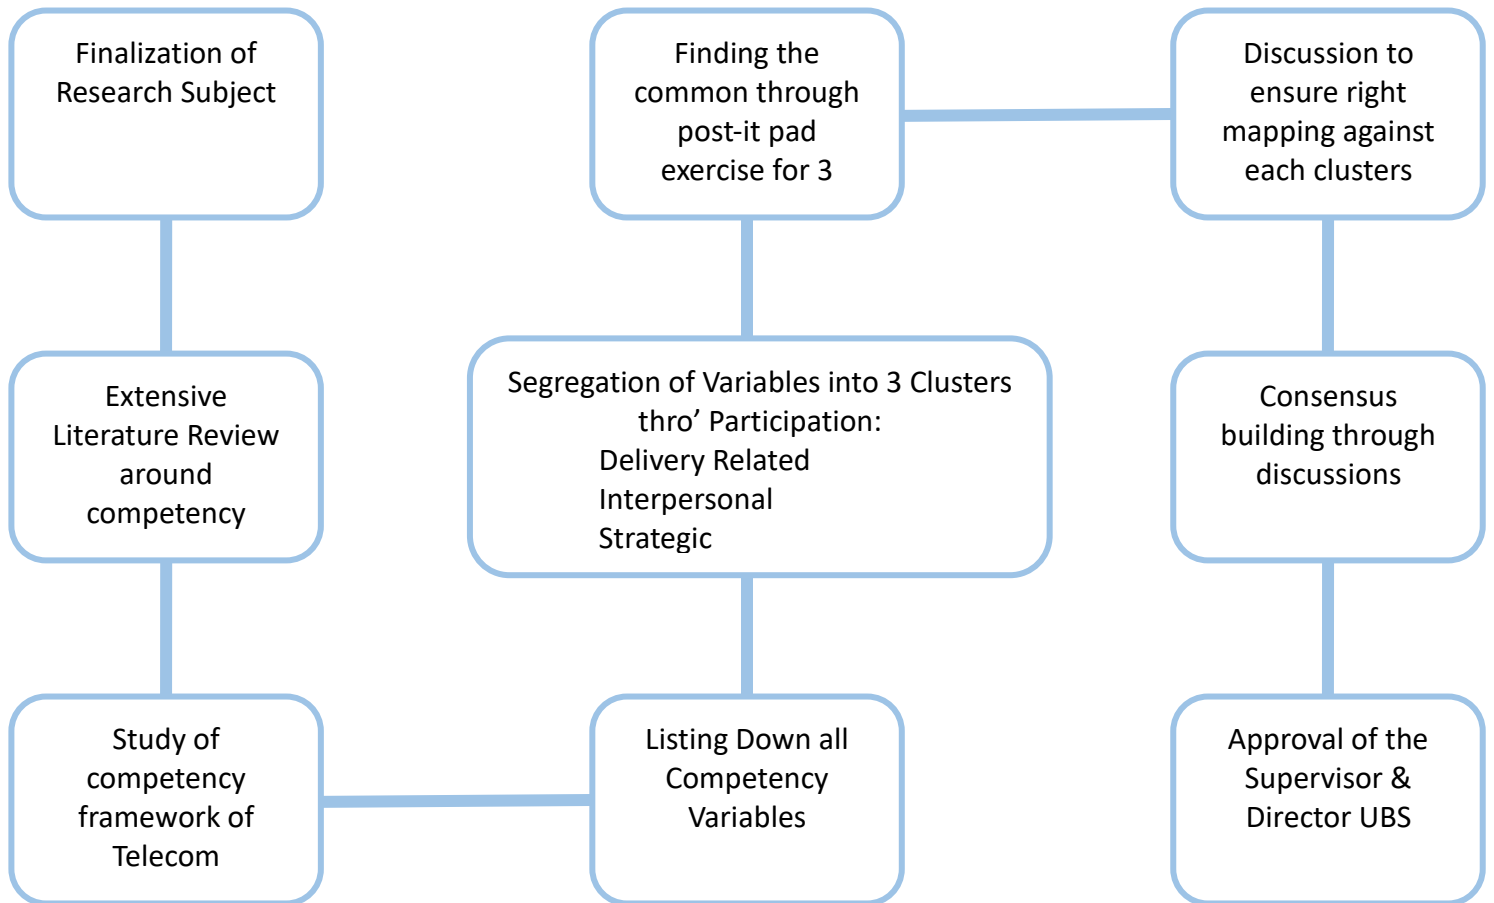 Finalization of
Research Subject
Extensive
Literature Review
around
competency
Study of
competency
framework of
Telecom
Listing Down all
Competency
Variables
Segregation of Variables into 3 Clusters
thro’ Participation:
Delivery Related
Interpersonal
Strategic
Finding the
common through
post-it pad
exercise for 3
Discussion to
ensure right
mapping against
each clusters
Consensus
building through
discussions
Approval of the
Supervisor &
Director UBS